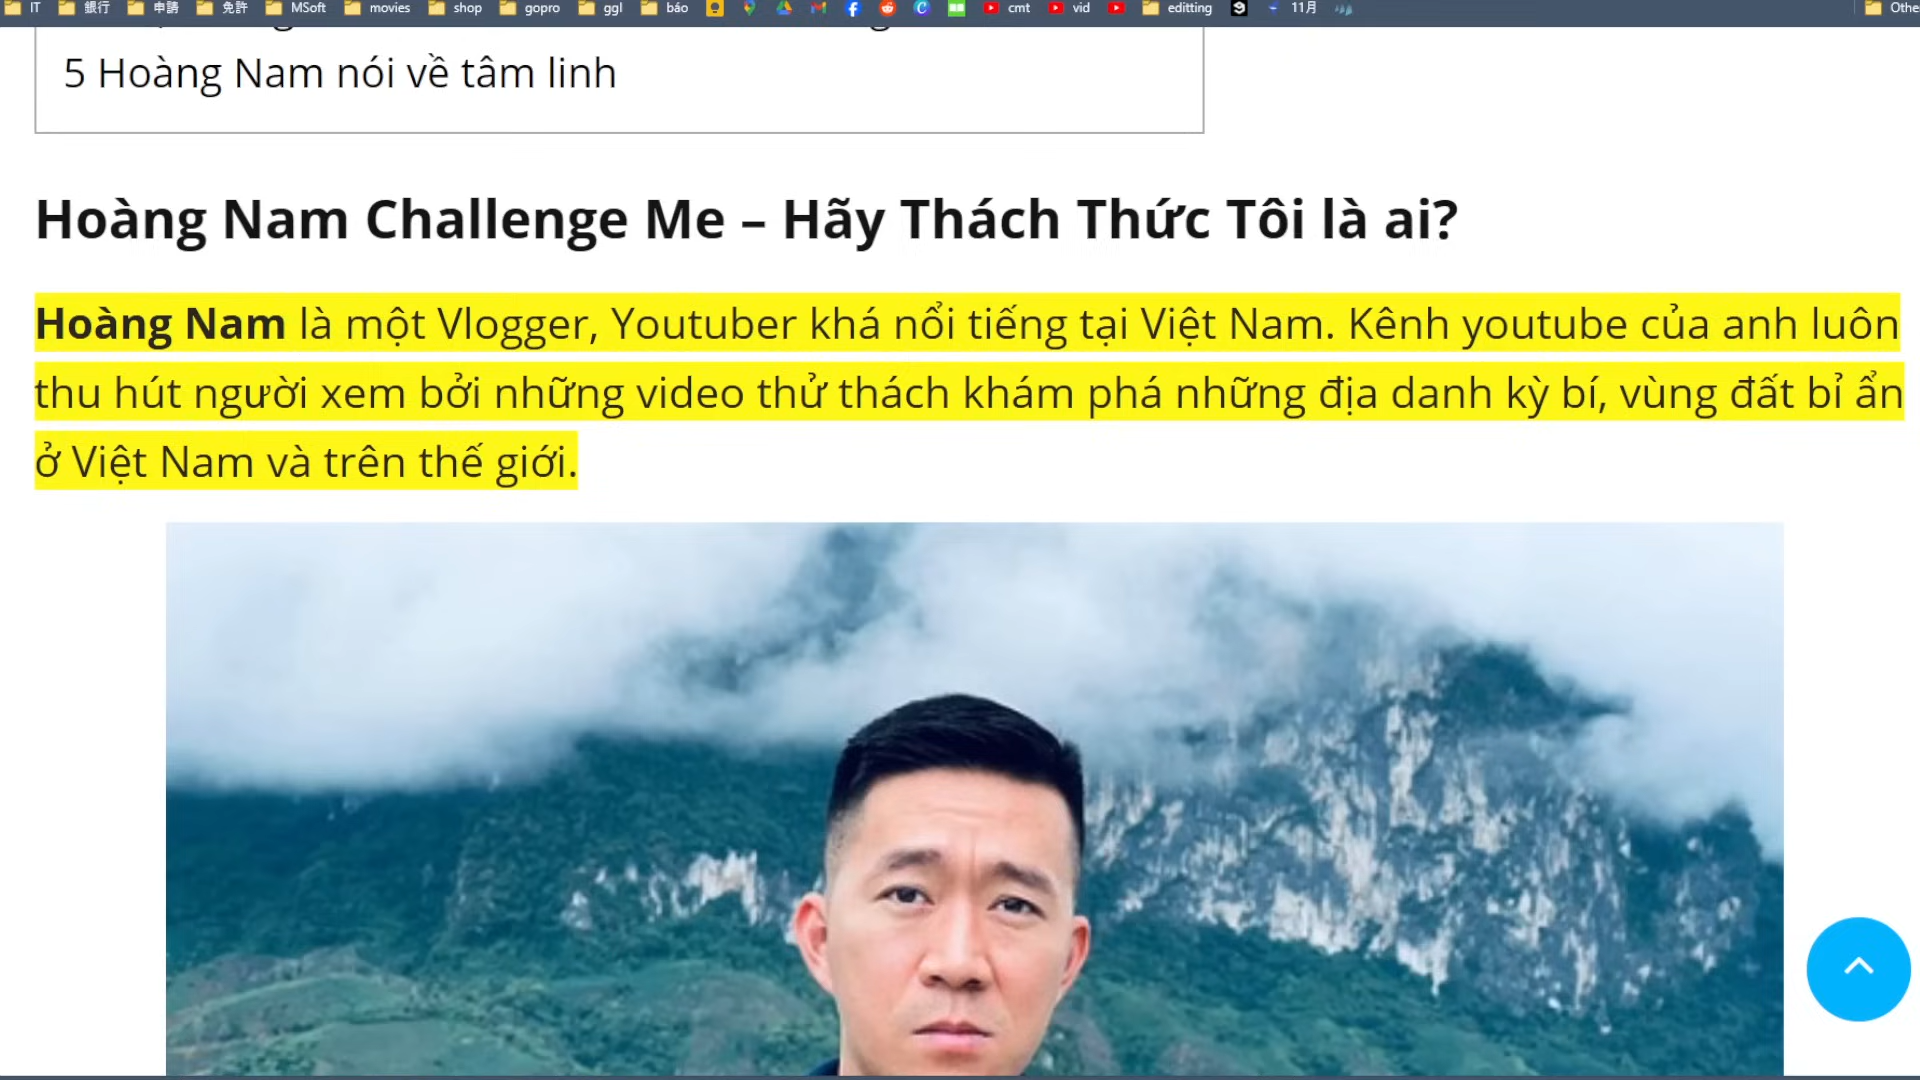 IT 銀行 申請 免許 MSoft movies shop gopro ggl báo cmt vid editting 11月 Othe
5 Hoàng Nam nói về tâm linh
Hoàng Nam Challenge Me – Hãy Thách Thức Tôi là ai?
Hoàng Nam là một Vlogger, Youtuber khá nổi tiếng tại Việt Nam. Kênh youtube của anh luôn
thu hút người xem bởi những video thử thách khám phá những địa danh kỳ bí, vùng đất bỉ ẩn
ở Việt Nam và trên thế giới.